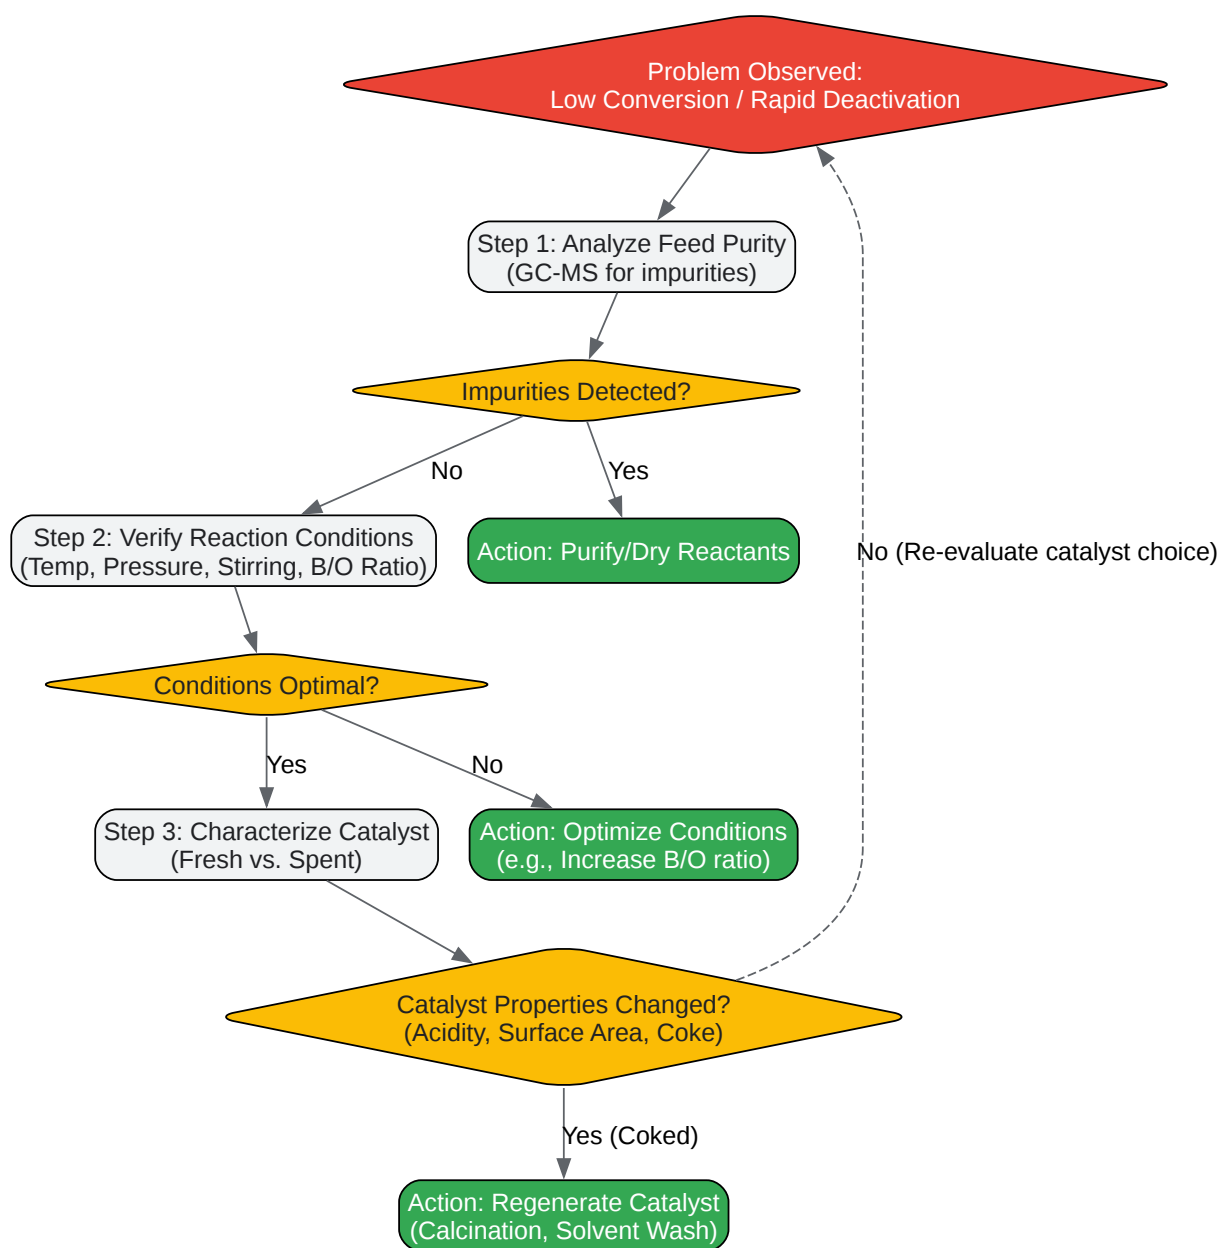 Problem Observed:
Low Conversion / Rapid Deactivation
Step 1: Analyze Feed Purity
(GC-MS for impurities)
Impurities Detected?
No
Yes
Step 2: Verify Reaction Conditions
(Temp, Pressure, Stirring, B/O Ratio)
Action: Purify/Dry Reactants
No (Re-evaluate catalyst choice)
Conditions Optimal?
Yes
No
Step 3: Characterize Catalyst
(Fresh vs. Spent)
Action: Optimize Conditions
(e.g., Increase B/O ratio)
Catalyst Properties Changed?
(Acidity, Surface Area, Coke)
Yes (Coked)
Action: Regenerate Catalyst
(Calcination, Solvent Wash)